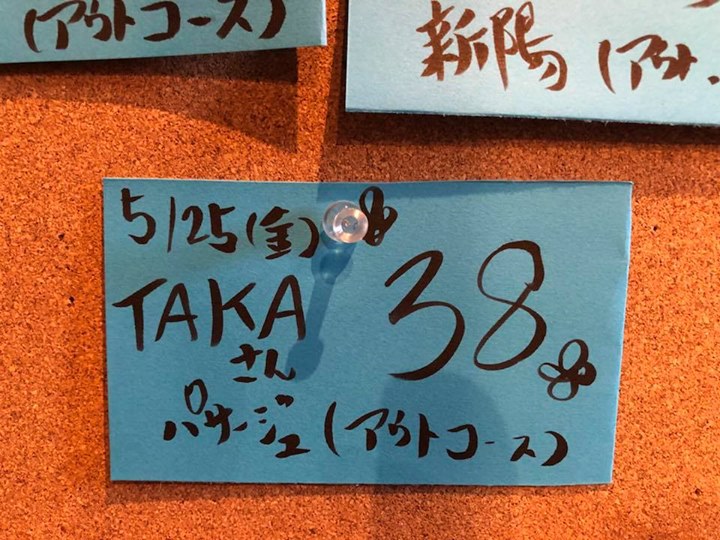 (アウトコース)
新陽 (アウト
5/25(金)
TAKA 38
さん
パサージュ (アウトコース)